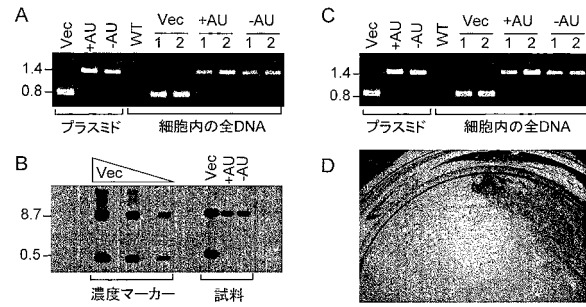 A
Vec
+AU
-AU
WT
Vec
+AU
-AU
1 2 1 2 1 2
1.4
0.8
プラスミド
細胞内の全DNA
B
Vec
Vec
+AU
-AU
8.7
0.5
濃度マーカー
試料
C
Vec
+AU
-AU
WT
Vec
+AU
-AU
1 2 1 2 1 2
1.4
0.8
プラスミド
細胞内の全DNA
D